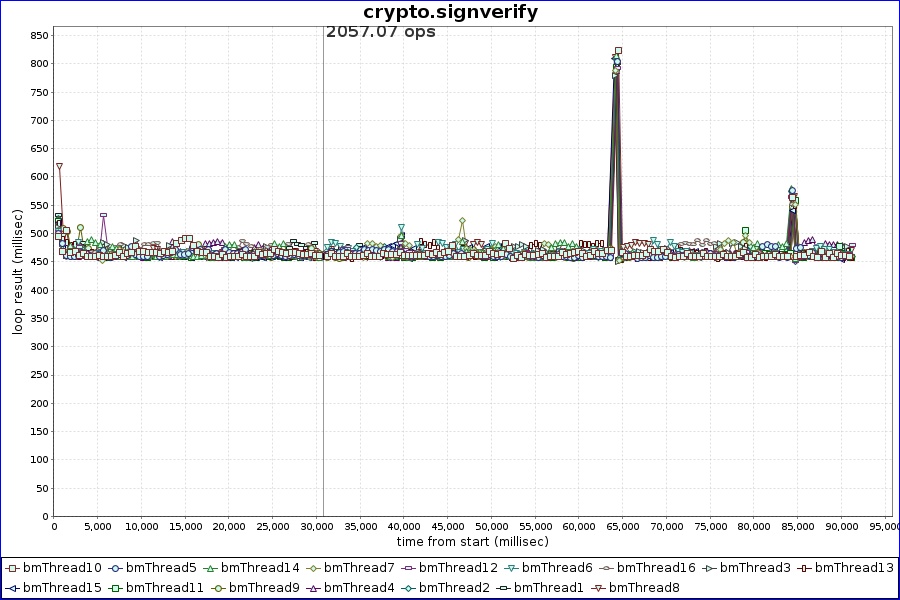 crypto.signverify
2057.07 ops
850
800
750
700
650
600
550
500
450
400
350
300
250
200
150
100
50
0
loop result (millisec)
0 5,000 10,000 15,000 20,000 25,000 30,000 35,000 40,000 45,000 50,000 55,000 60,000 65,000 70,000 75,000 80,000 85,000 90,000 95,000
time from start (millisec)
bmThread10 bmThread5 bmThread14 bmThread7 bmThread12 bmThread6 bmThread16 bmThread3 bmThread13
bmThread15 bmThread11 bmThread9 bmThread4 bmThread2 bmThread1 bmThread8